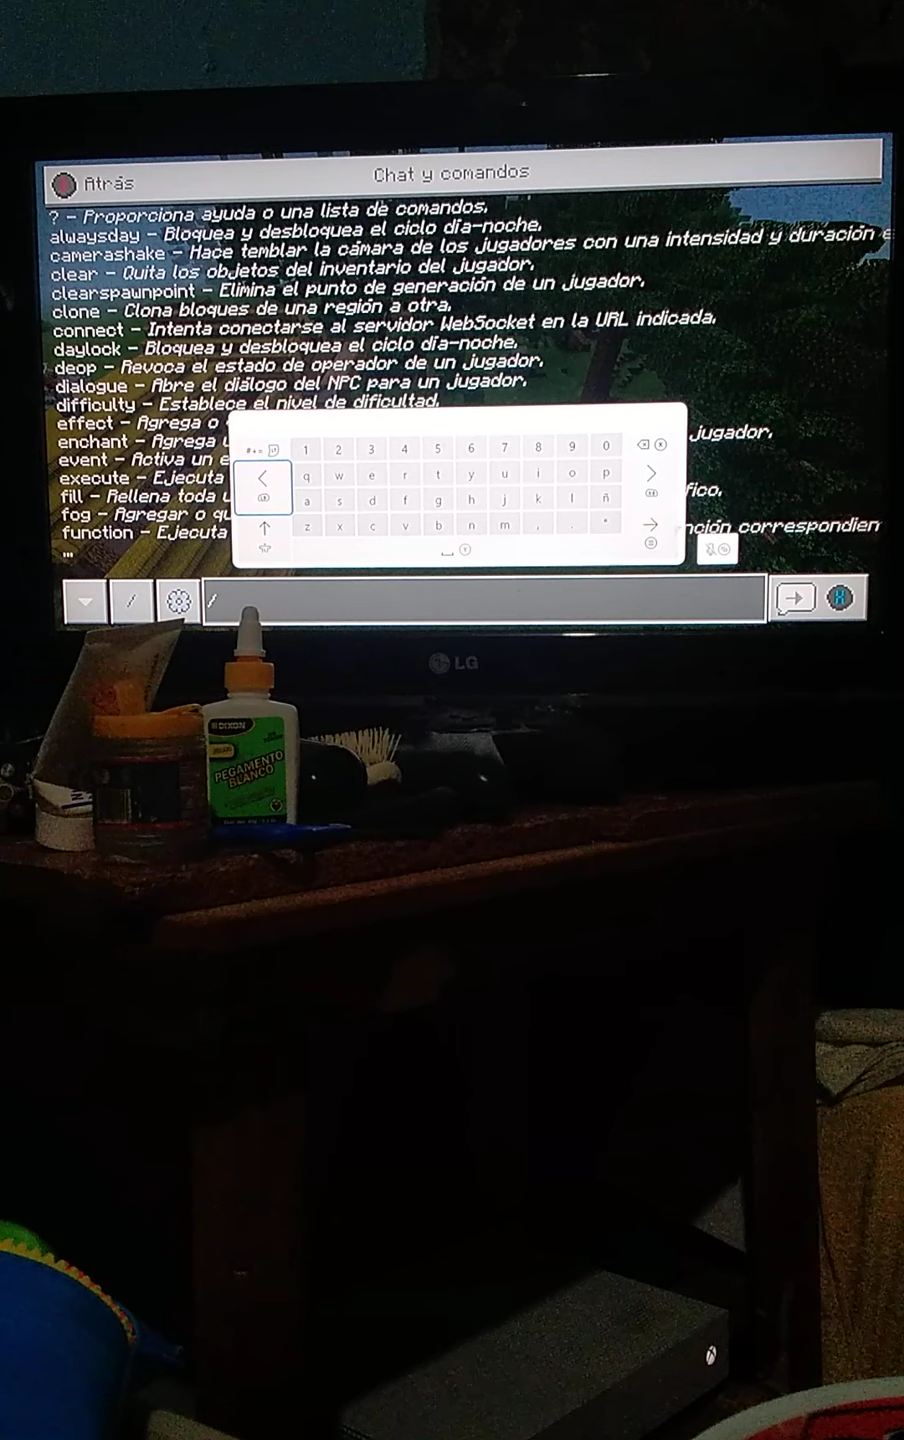 Atrás
Chat y comandos
? - Proporciona ayuda o una lista de comandos.
alwaysday - Bloquea y desbloquea el ciclo día-noche.
camerashake - Hace temblar la cámara de los jugadores con una intensidad y duración e
clear - Quita los objetos del inventario del jugador.
clearspawnpoint - Elimina el punto de generación de un jugador.
clone - Clona bloques de una región a otra.
connect - Intenta conectarse al servidor WebSocket en la URL indicada.
daylock - Bloquea y desbloquea el ciclo día-noche.
deop - Revoca el estado de operador de un jugador.
dialogue - Abre el diálogo del NPC para un jugador.
difficulty - Establece el nivel de dificultad.
effect - Agrega o
enchant - Agrega u jugador.
event - Activa un e
execute - Ejecuta
fill - Rellena toda u fico.
fog - Agregar o qu
function - Ejecuta nción correspondien
...
1 2 3 4 5 6 7 8 9 0
q w e r t y u i o p
a s d f g h j k l ñ
z x c v b n m , .
/ /
X
LG
DIXON
PEGAMENTO
BLANCO